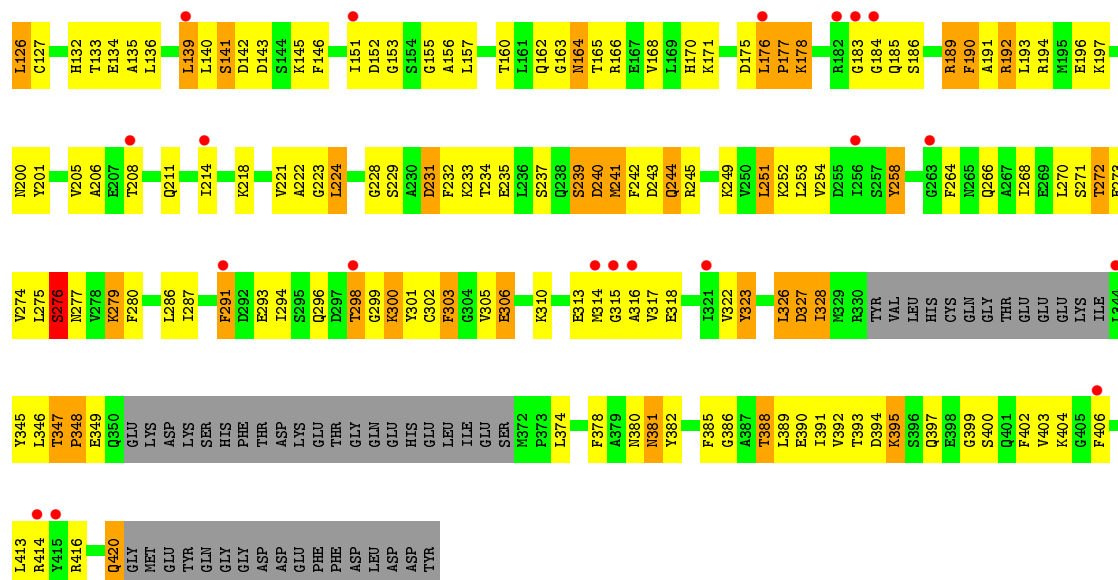 L126 C127 H132 T133 E134 A135 L136 L139 L140 S141 D142 D143 S144 K145 F146 I151 D152 G153 S154 G155 A156 L157 T160 L161 Q162 G163 N164 T165 R166 E167 V168 L169 H170 K171 D175 L176 P177 K178 R182 G183 G184 Q185 S186 R189 F190 A191 R192 L193 R194 M195 E196 K197
N200 Y201 V205 A206 E207 T208 Q211 I214 K218 V221 A222 G223 L224 G228 S229 A230 D231 F232 K233 T234 E235 L236 S237 Q238 S239 D240 M241 F242 D243 Q244 R245 K249 V250 L251 K252 L253 V254 D255 I256 S257 Y258 G263 F264 N265 Q266 A267 I268 E269 L270 S271 T272
V274 L275 S276 N277 V278 K279 F280 L286 I287 F291 D292 E293 I294 S295 Q296 D297 T298 G299 K300 Y301 C302 F303 G304 V305 E306 K310 E313 M314 G315 A316 V317 E318 I321 V322 Y323 L326 D327 I328 M329 R330 TYR VAL LEU HIS CYS GLN GLY THR GLU GLU GLU LYS ILE
Y345 L346 T347 P348 E349 Q350 GLU LYS ASP LYS SER HIS PHE THR ASP LYS GLU THR GLY GLN GLU HIS GLU LEU ILE GLU SER M372 P373 L374 F378 A379 N380 N381 Y382 F385 G386 A387 T388 L389 E390 I391 V392 T393 D394 K395 S396 Q397 E398 G399 S400 Q401 F402 V403 K404 G405 F406
L413 R414 Y415 R416 Q420 GLY MET GLU TYR GLN GLY GLY ASP ASP GLU PHE PHE ASP LEU ASP ASP TYR